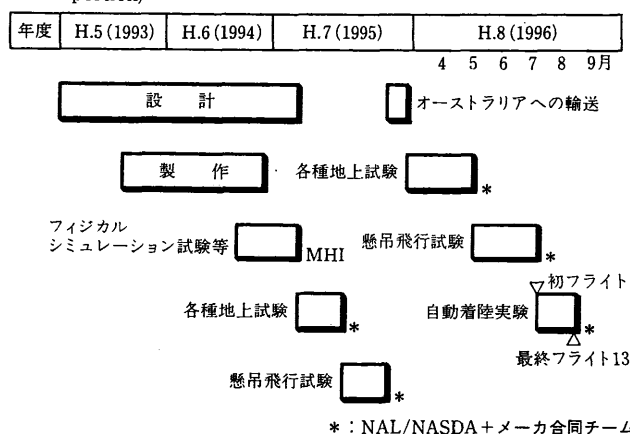 年度 H.5 (1993) H.6 (1994) H.7 (1995) H.8 (1996)
4 5 6 7 8 9月
設 計
オーストラリアへの輸送
製 作
各種地上試験
*
フィジカル
シミュレーション試験等
MHI
懸吊飛行試験
*
初フライト
各種地上試験
*
自動着陸実験
*
最終フライト13
懸吊飛行試験
*
*:NAL/NASDA+メーカ合同チーム